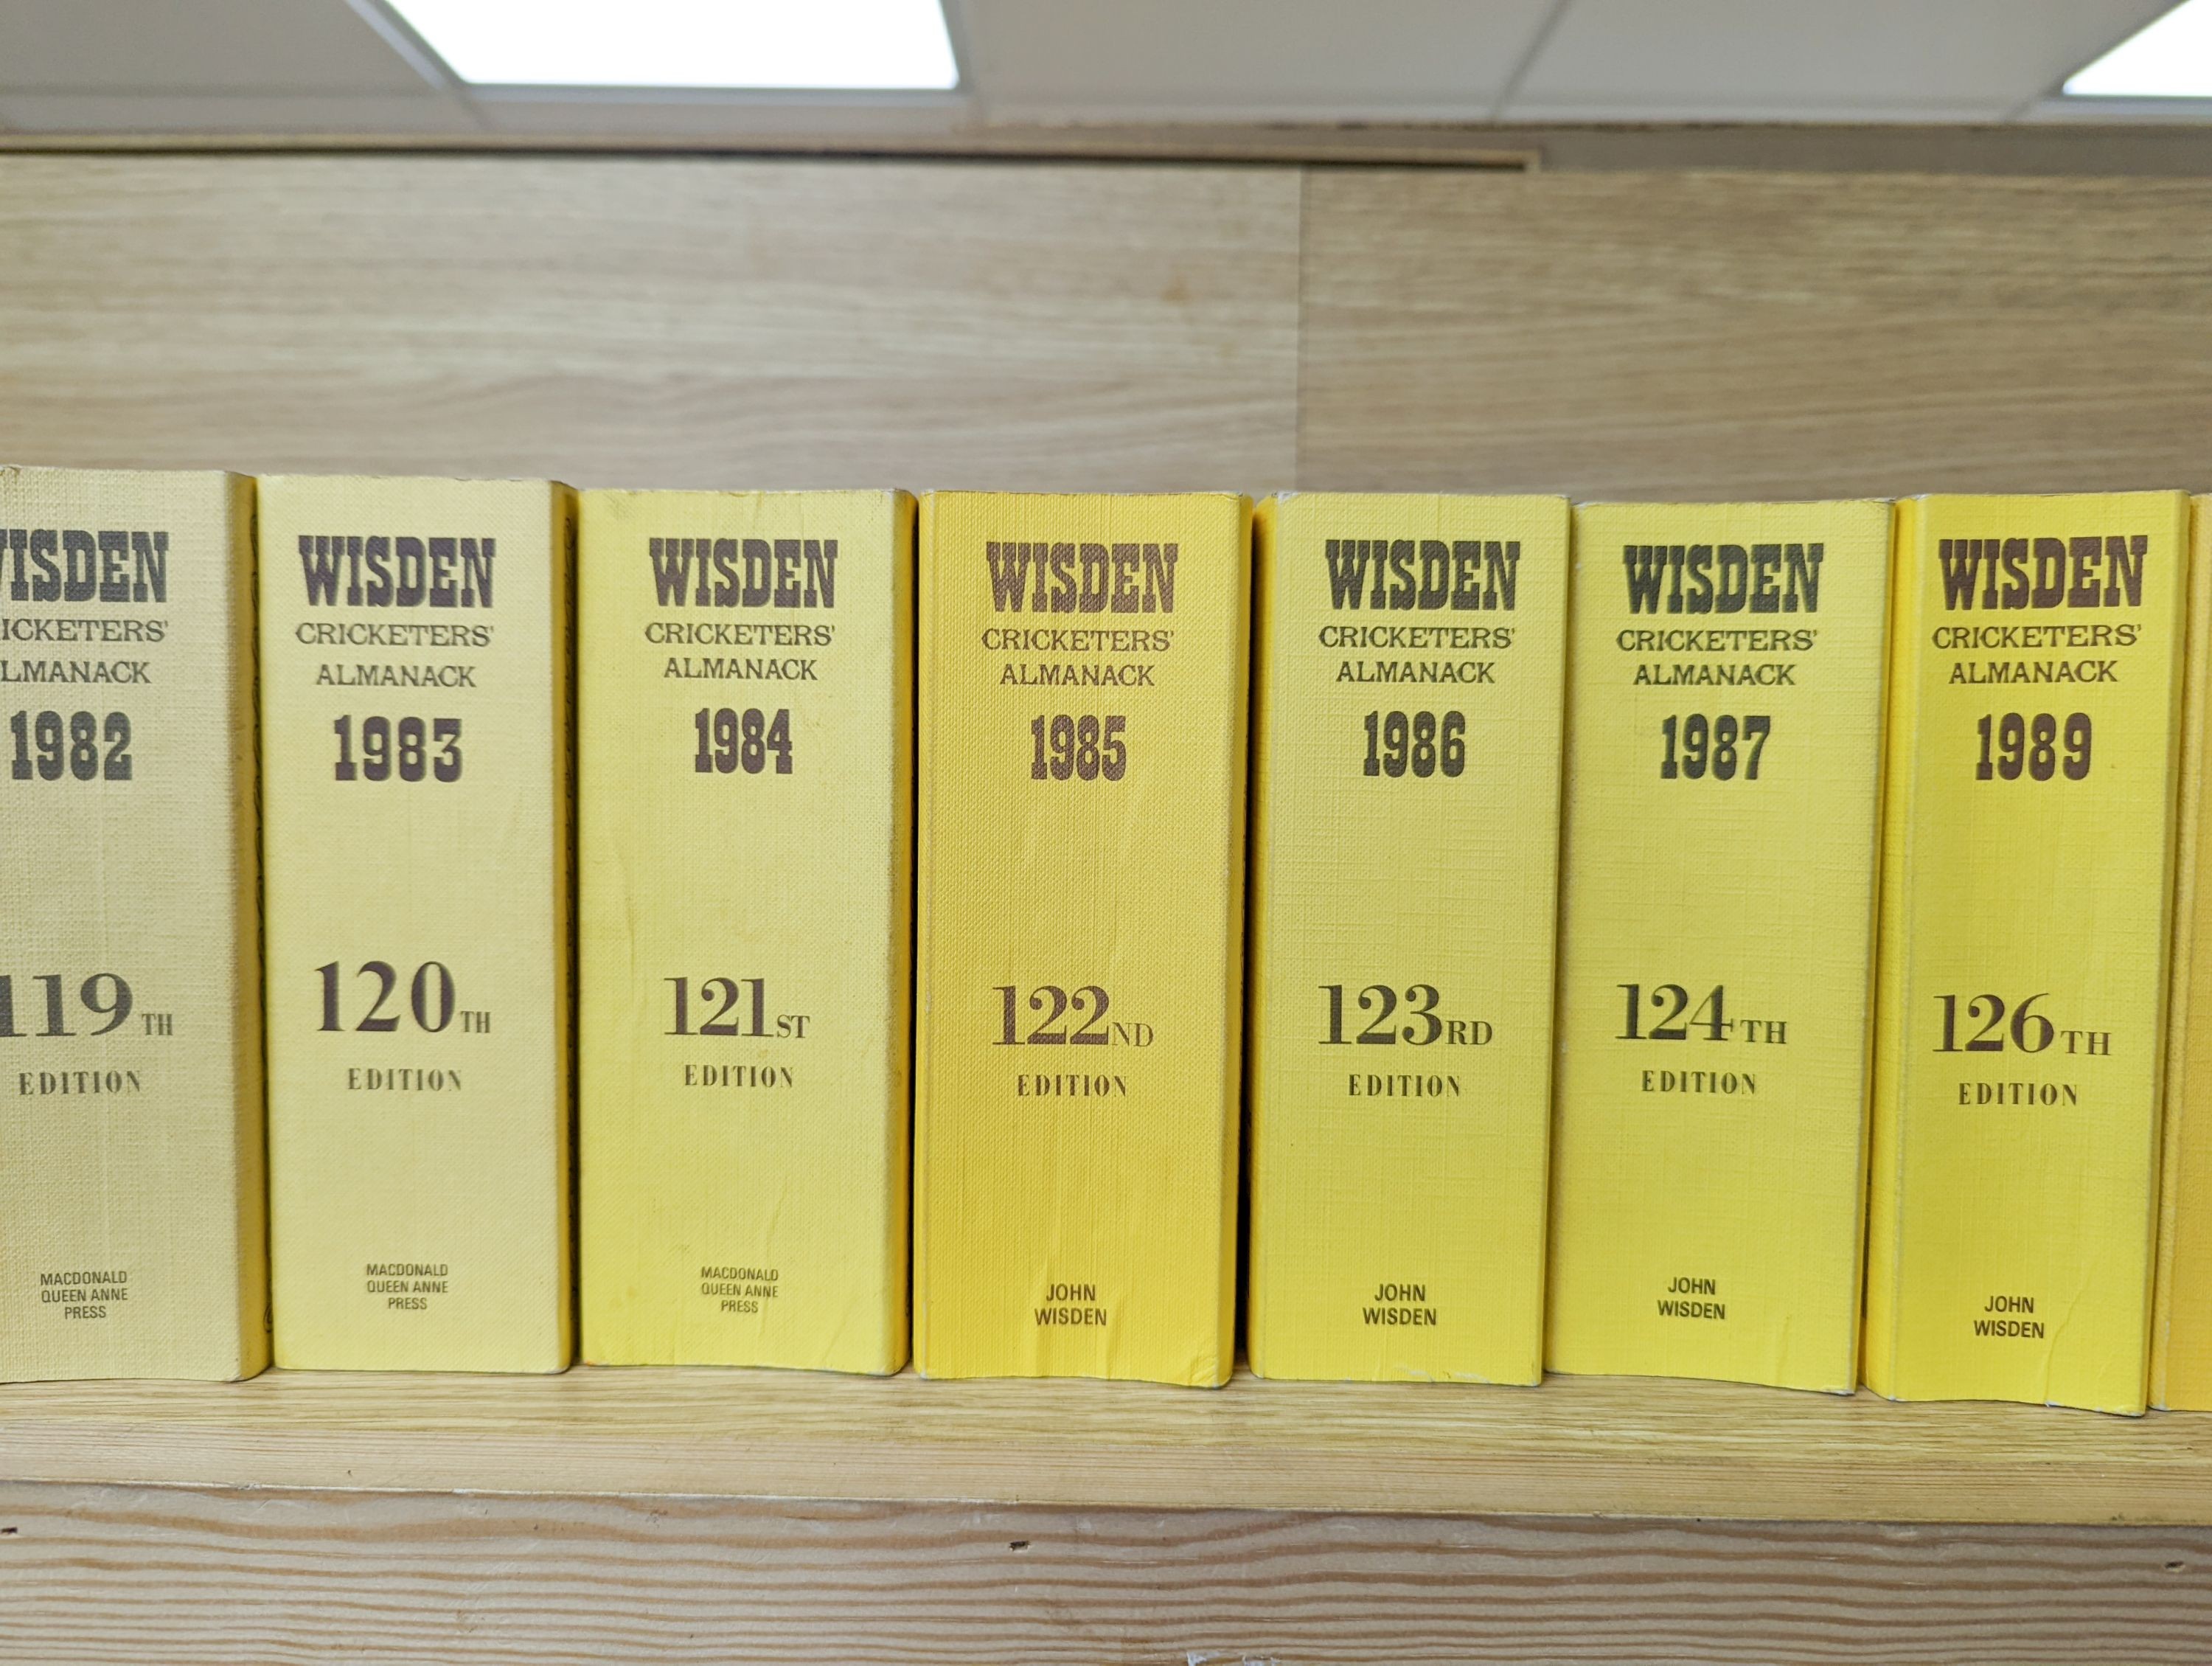 WISDEN
CRICKETERS'
ALMANACK
1982
119TH
EDITION
MACDONALD
QUEEN ANNE
PRESS
WISDEN
CRICKETERS'
ALMANACK
1983
120TH
EDITION
MACDONALD
QUEEN ANNE
PRESS
WISDEN
CRICKETERS'
ALMANACK
1984
121ST
EDITION
MACDONALD
QUEEN ANNE
PRESS
WISDEN
CRICKETERS'
ALMANACK
1985
122ND
EDITION
JOHN
WISDEN
WISDEN
CRICKETERS'
ALMANACK
1986
123RD
EDITION
JOHN
WISDEN
WISDEN
CRICKETERS'
ALMANACK
1987
124TH
EDITION
JOHN
WISDEN
WISDEN
CRICKETERS'
ALMANACK
1989
126TH
EDITION
JOHN
WISDEN